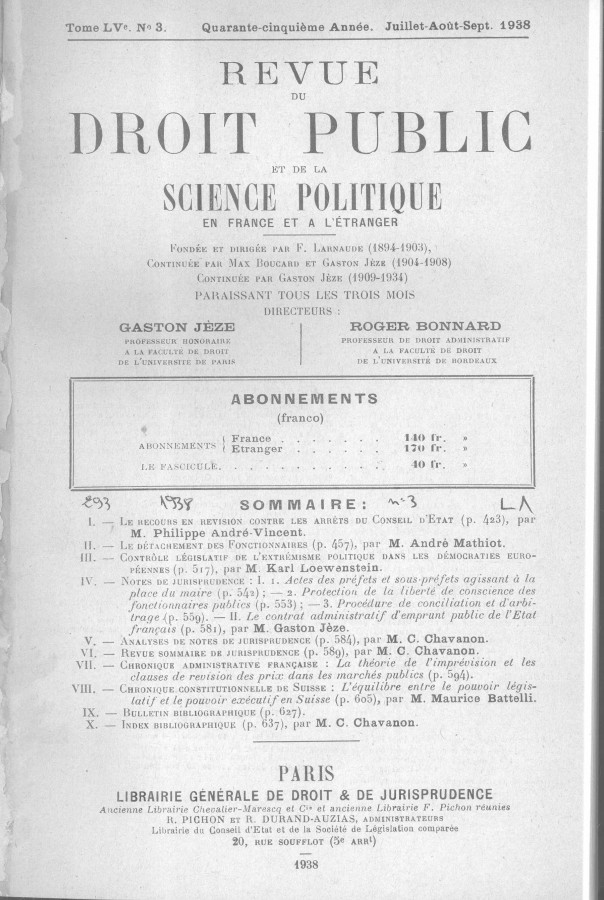 Tome LVe. No 3. Quarante-cinquième Année. Juillet-Août-Sept. 1938
REVUE
DU
DROIT PUBLIC
ET DE LA
SCIENCE POLITIQUE
EN FRANCE ET A L'ÉTRANGER
FONDÉE ET DIRIGÉE PAR F. LARNAUDE (1894-1903),
CONTINUÉE PAR MAX BOUCARD ET GASTON JÈZE (1904-1908)
CONTINUÉE PAR GASTON JÈZE (1909-1934)
PARAISSANT TOUS LES TROIS MOIS
DIRECTEURS :
GASTON JÈZE
PROFESSEUR HONORAIRE
A LA FACULTÉ DE DROIT
DE L'UNIVERSITÉ DE PARIS
ROGER BONNARD
PROFESSEUR DE DROIT ADMINISTRATIF
A LA FACULTÉ DE DROIT
DE L'UNIVERSITÉ DE BORDEAUX
ABONNEMENTS
(franco)
ABONNEMENTS { France . . . . . . . 140 fr. »
{ Etranger . . . . . . 170 fr. »
LE FASCICULE. . . . . . . . . . . 40 fr. »
293 1938 SOMMAIRE : n°3 LA
I. — LE RECOURS EN REVISION CONTRE LES ARRÊTS DU CONSEIL D'ETAT (p. 423), par
M. Philippe André-Vincent.
II. — LE DÉTACHEMENT DES FONCTIONNAIRES (p. 457), par M. André Mathiot.
III. — CONTRÔLE LÉGISLATIF DE L'EXTRÉMISME POLITIQUE DANS LES DÉMOCRATIES EURO-
PÉENNES (p. 517), par M. Karl Loewenstein.
IV. — NOTES DE JURISPRUDENCE : I. 1. Actes des préfets et sous-préfets agissant à la
place du maire (p. 542) ; — 2. Protection de la liberté de conscience des
fonctionnaires publics (p. 553) ; — 3. Procédure de conciliation et d'arbi-
trage (p. 559). — II. Le contrat administratif d'emprunt public de l'Etat
français (p. 581), par M. Gaston Jèze.
V. — ANALYSES DE NOTES DE JURISPRUDENCE (p. 584), par M. C. Chavanon.
VI. — REVUE SOMMAIRE DE JURISPRUDENCE (p. 589), par M. C. Chavanon.
VII. — CHRONIQUE ADMINISTRATIVE FRANÇAISE : La théorie de l'imprévision et les
clauses de revision des prix dans les marchés publics (p. 594).
VIII. — CHRONIQUE CONSTITUTIONNELLE DE SUISSE : L'équilibre entre le pouvoir légis-
latif et le pouvoir exécutif en Suisse (p. 605), par M. Maurice Battelli.
IX. — BULLETIN BIBLIOGRAPHIQUE (p. 627).
X. — INDEX BIBLIOGRAPHIQUE (p. 637), par M. C. Chavanon.
PARIS
LIBRAIRIE GÉNÉRALE DE DROIT & DE JURISPRUDENCE
Ancienne Librairie Chevalier-Marescq et Cie et ancienne Librairie F. Pichon réunies
R. PICHON ET R. DURAND-AUZIAS, ADMINISTRATEURS
Librairie du Conseil d'Etat et de la Société de Législation comparée
20, RUE SOUFFLOT (5e ARRt)
1938